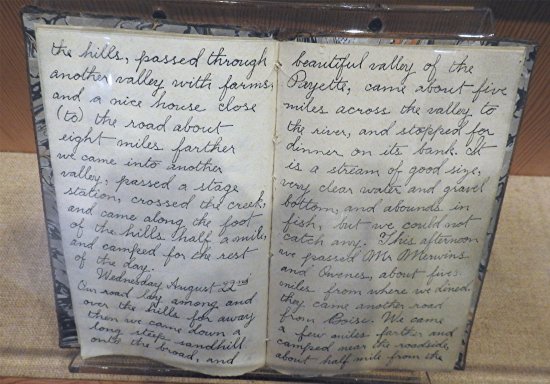 the hills, passed through
another valley with farms,
and a nice house close
(to) the road about
eight miles farther
we came into another
valley, passed a stage
station, crossed the creek,
and came along the foot
of the hills half a mile,
and camped for the rest
of the day.
Wednesday August 22nd
Our road lay among and
over the hills for away
then we came down a
long steep sandhill
onto the broad, and
beautiful valley of the
Payette, came about five
miles across the valley to
the river, and stopped for
dinner on its bank. It
is a stream of good size,
very clear water and gravel
bottom, and abounds in
fish, but we could not
catch any. This afternoon
we passed Mr Merwins
and Owenes, about five
miles from where we dined.
they came another road
from Boise. We came
a few miles farther and
camped near the roadside,
about half mile from the